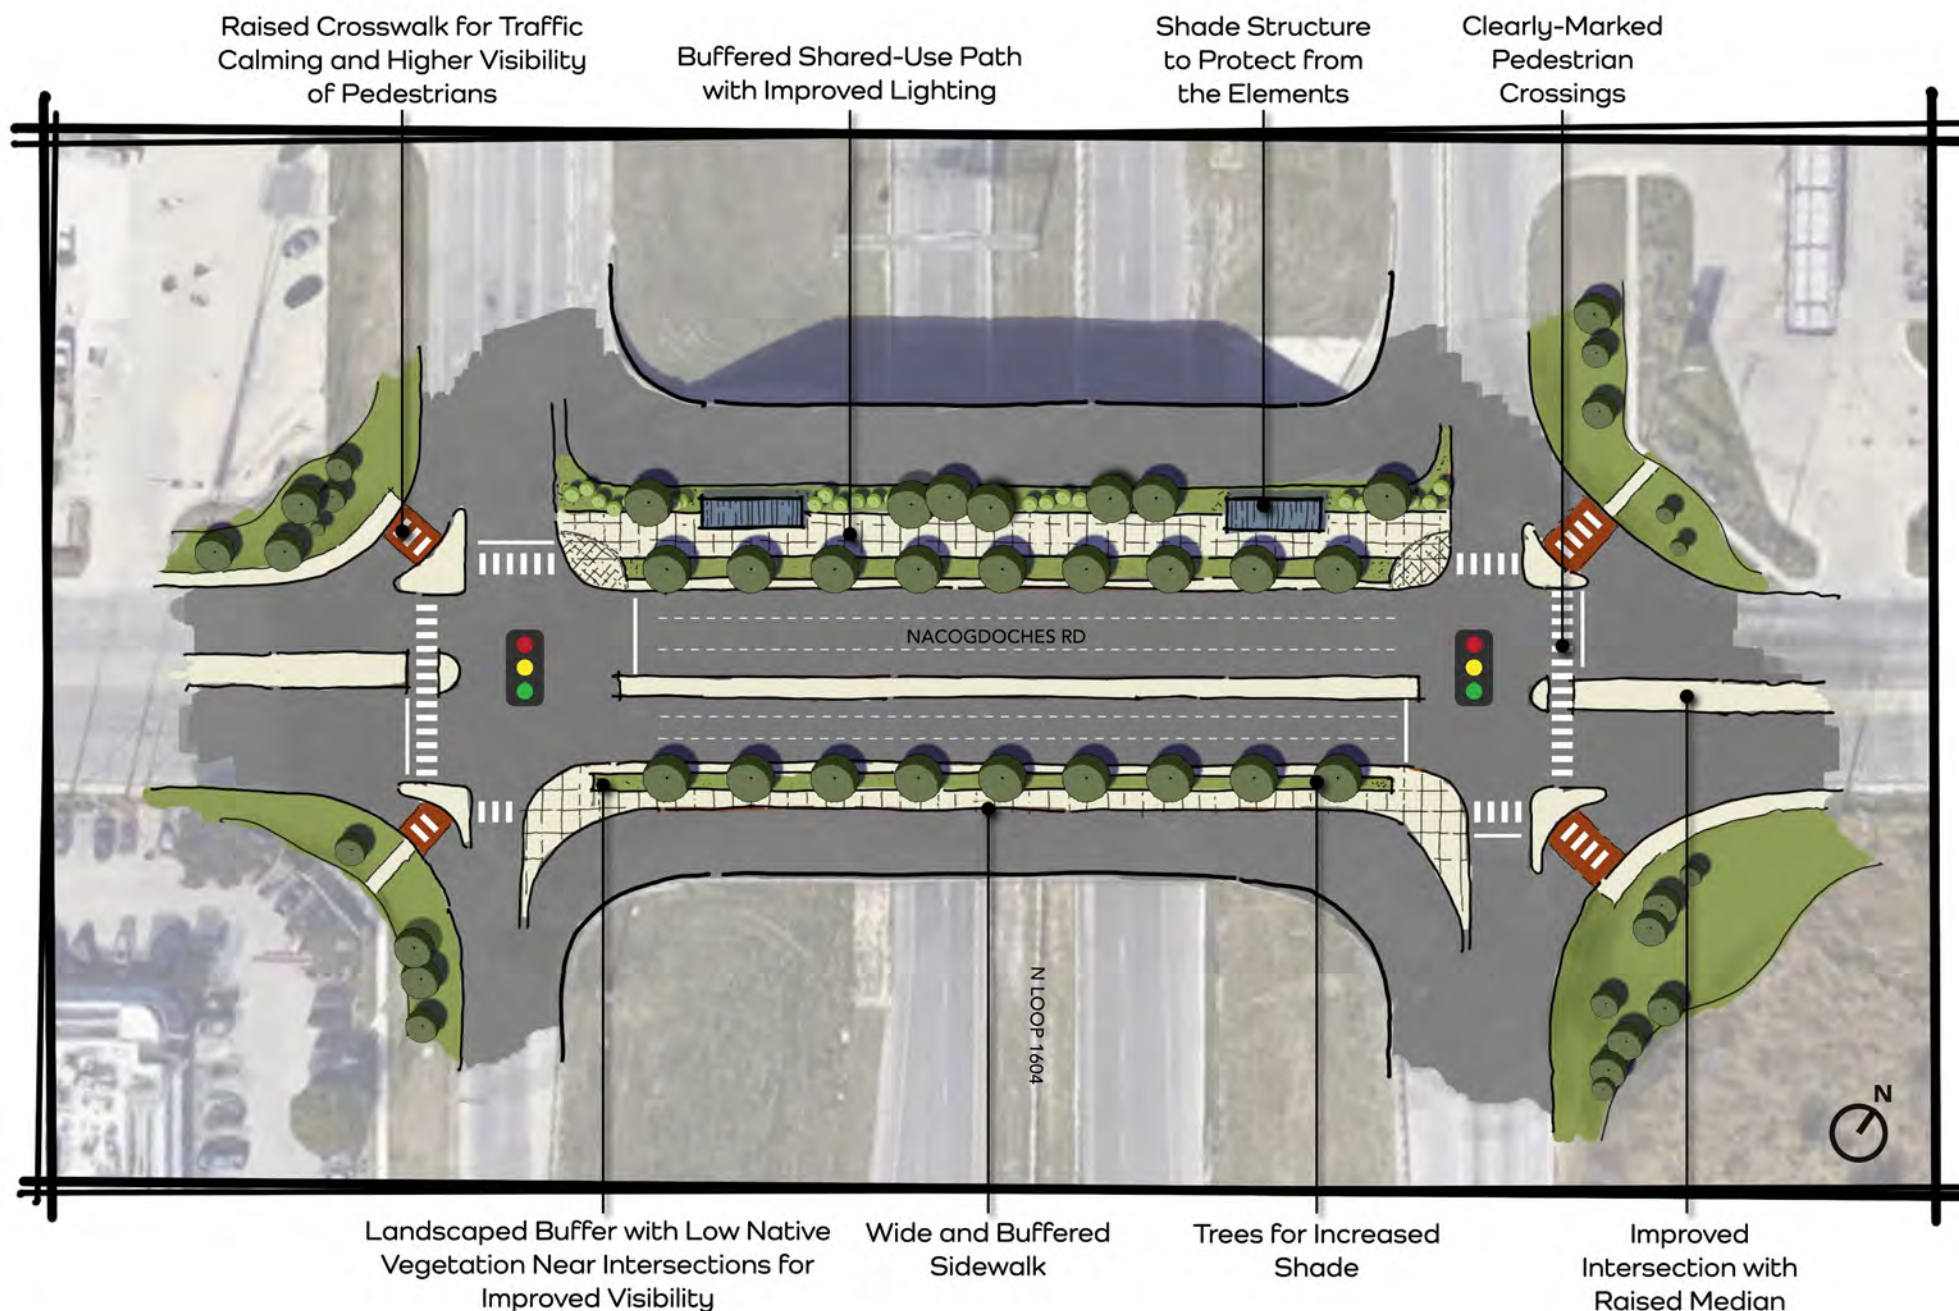 Raised Crosswalk for Traffic
Calming and Higher Visibility
of Pedestrians
Buffered Shared-Use Path
with Improved Lighting
Shade Structure
to Protect from
the Elements
Clearly-Marked
Pedestrian
Crossings
NACOGDOCHES RD
N LOOP 1604
N
Landscaped Buffer with Low Native
Vegetation Near Intersections for
Improved Visibility
Wide and Buffered
Sidewalk
Trees for Increased
Shade
Improved
Intersection with
Raised Median